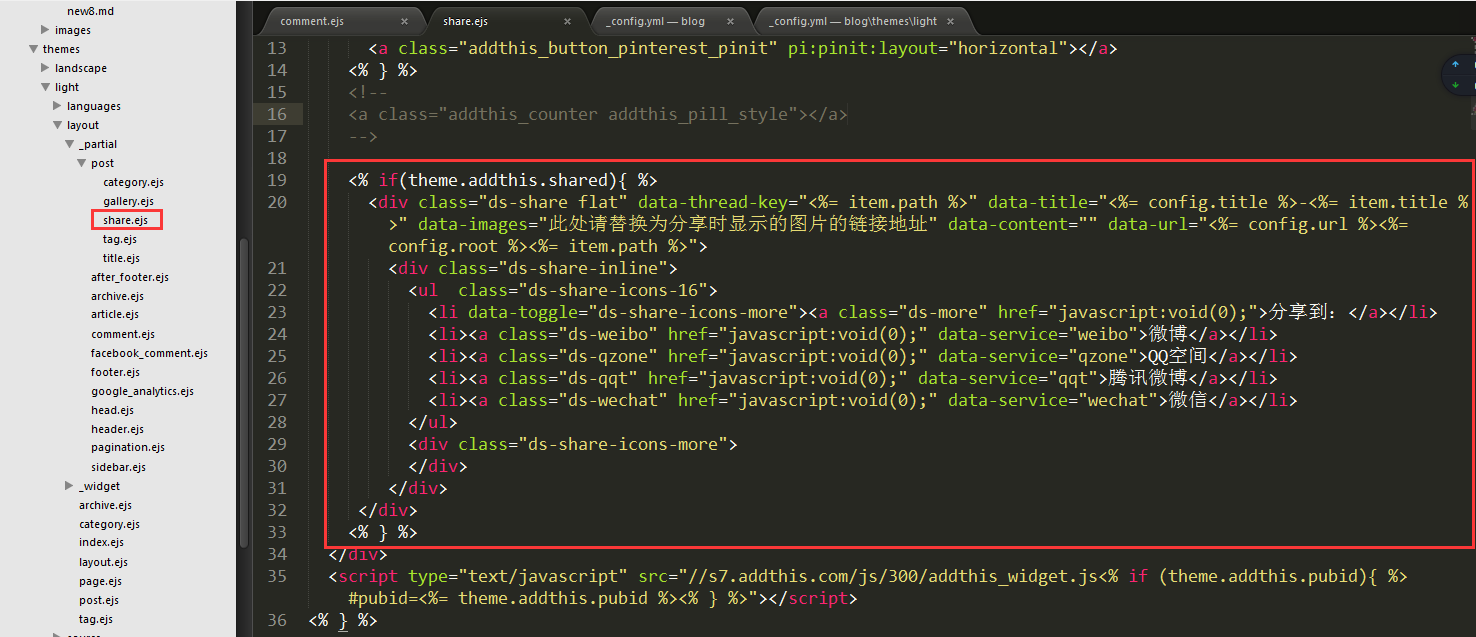 new8.md
images
themes
landscape
light
languages
layout
_partial
post
category.ejs
gallery.ejs
share.ejs
tag.ejs
title.ejs
after_footer.ejs
archive.ejs
article.ejs
comment.ejs
facebook_comment.ejs
footer.ejs
google_analytics.ejs
head.ejs
header.ejs
pagination.ejs
sidebar.ejs
_widget
archive.ejs
category.ejs
index.ejs
layout.ejs
page.ejs
post.ejs
tag.ejs
comment.ejs × share.ejs × _config.yml — blog × _config.yml — blog\themes\light ×
13 <a class="addthis_button_pinterest_pinit" pi:pinit:layout="horizontal"></a>
14 <% } %>
15 <!--
16 <a class="addthis_counter addthis_pill_style"></a>
17 -->
18
19 <% if(theme.addthis.shared){ %>
20 <div class="ds-share flat" data-thread-key="<%= item.path %>" data-title="<%= config.title %>-<%= item.title %
>" data-images="此处请替换为分享时显示的图片的链接地址" data-content="" data-url="<%= config.url %><%=
config.root %><%= item.path %>">
21 <div class="ds-share-inline">
22 <ul  class="ds-share-icons-16">
23 <li data-toggle="ds-share-icons-more"><a class="ds-more" href="javascript:void(0);">分享到：</a></li>
24 <li><a class="ds-weibo" href="javascript:void(0);" data-service="weibo">微博</a></li>
25 <li><a class="ds-qzone" href="javascript:void(0);" data-service="qzone">QQ空间</a></li>
26 <li><a class="ds-qqt" href="javascript:void(0);" data-service="qqt">腾讯微博</a></li>
27 <li><a class="ds-wechat" href="javascript:void(0);" data-service="wechat">微信</a></li>
28 </ul>
29 <div class="ds-share-icons-more">
30 </div>
31 </div>
32 </div>
33 <% } %>
34 </div>
35 <script type="text/javascript" src="//s7.addthis.com/js/300/addthis_widget.js<% if (theme.addthis.pubid){ %>
#pubid=<%= theme.addthis.pubid %><% } %>"></script>
36 <% } %>